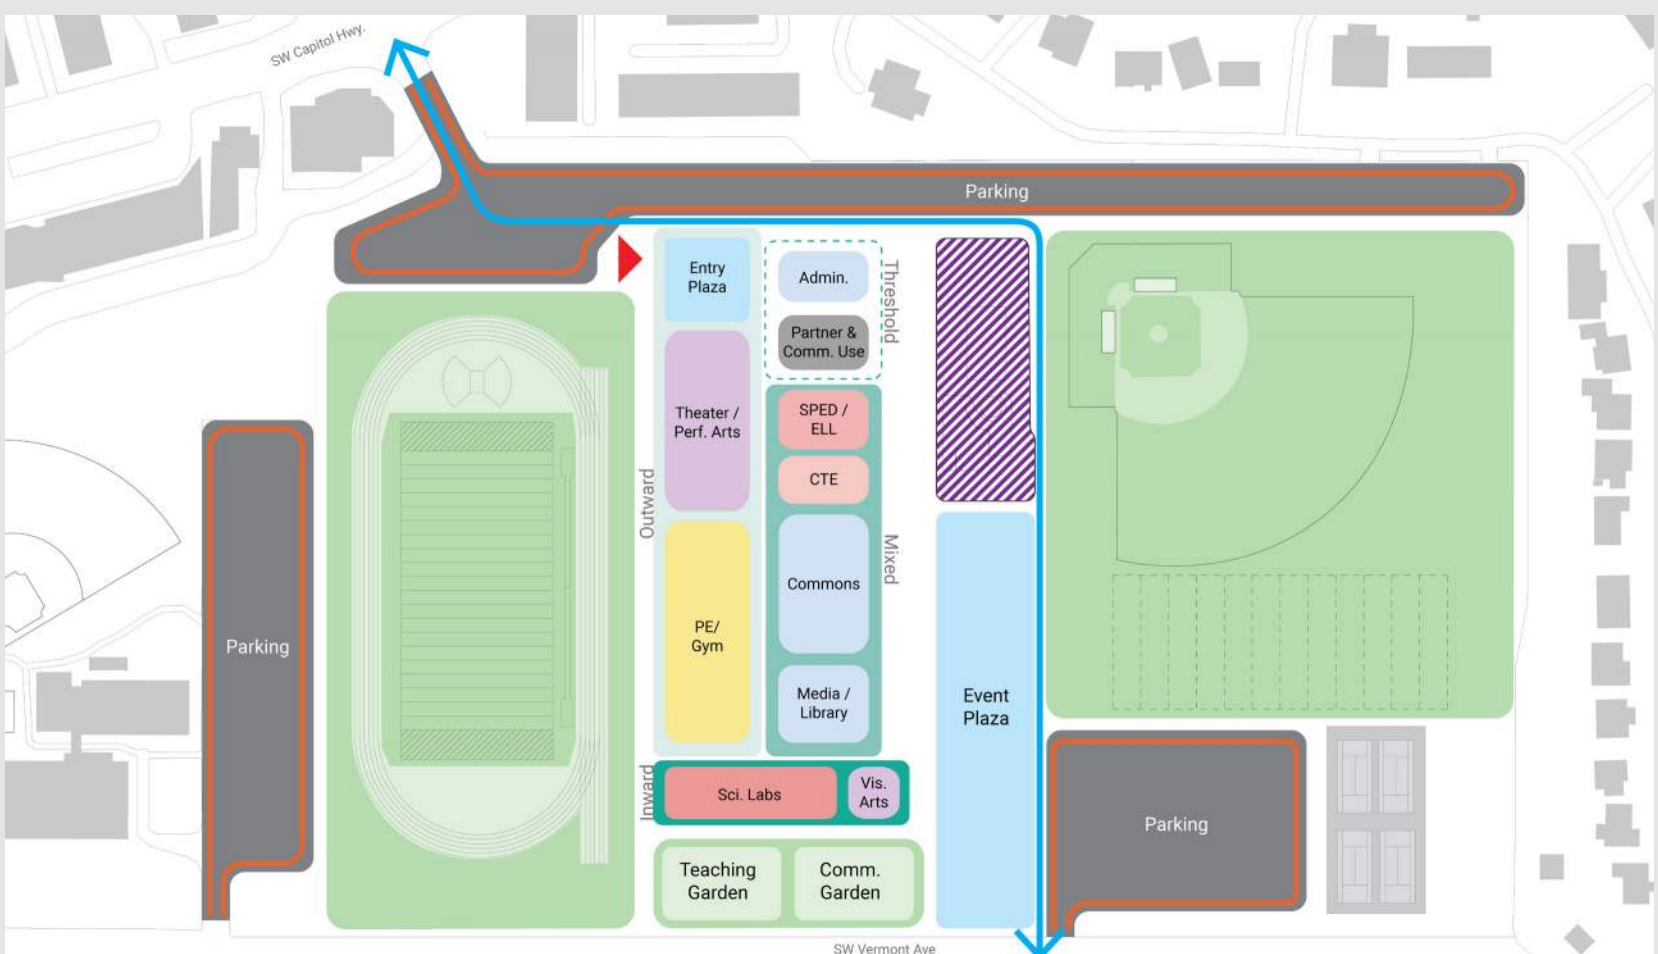 SW Capitol Hwy.
Parking
Entry
Plaza
Admin.
Threshold
Partner &
Comm. Use
Theater /
Perf. Arts
SPED /
ELL
CTE
Outward
Mixed
Commons
PE/
Gym
Parking
Media /
Library
Event
Plaza
Inward
Sci. Labs
Vis.
Arts
Parking
Teaching
Garden
Comm.
Garden
SW Vermont Ave